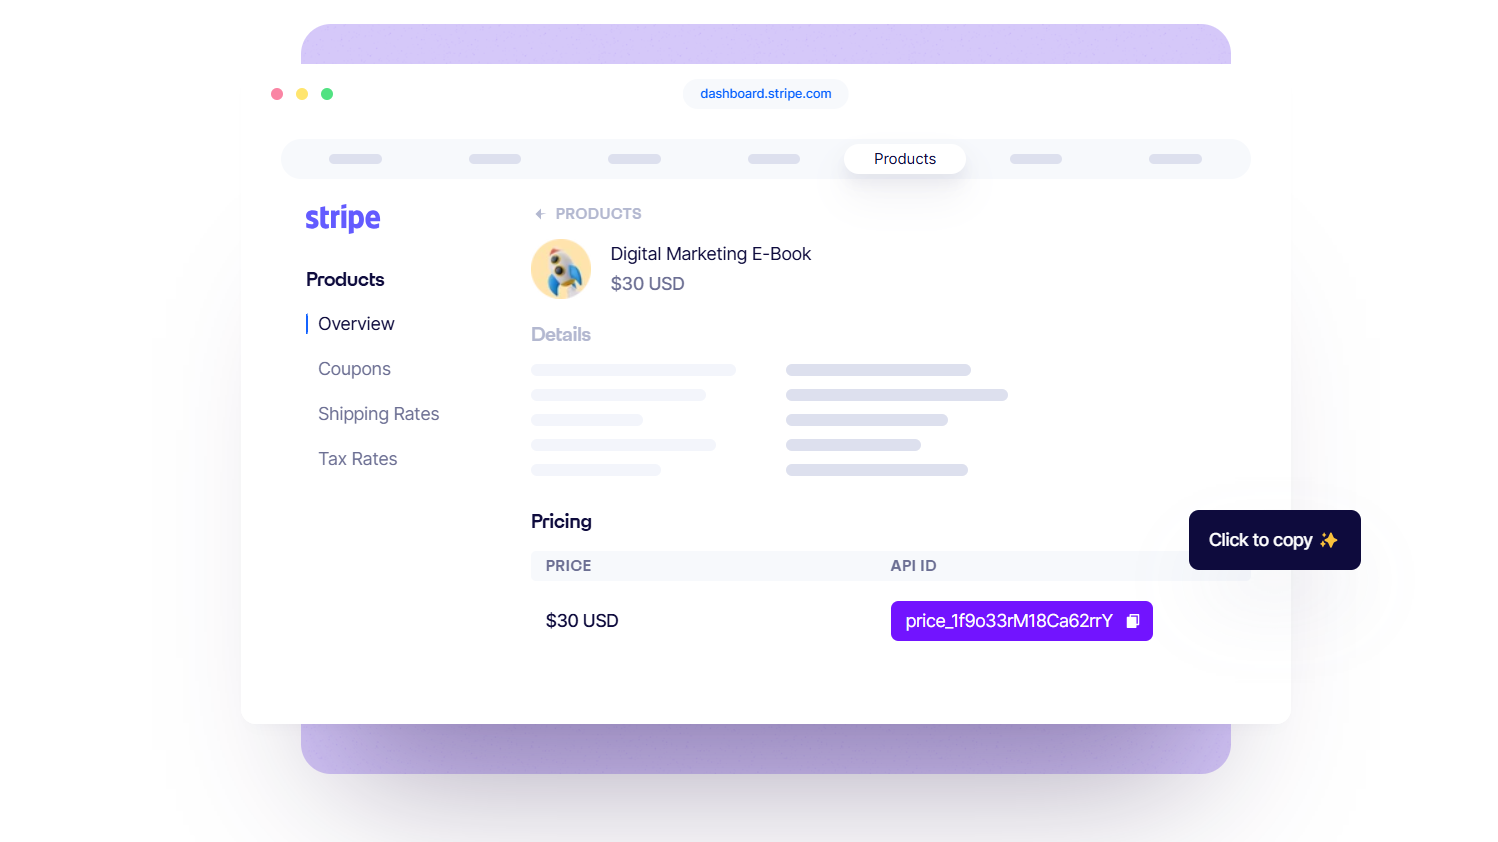 dashboard.stripe.com
Products
stripe
Products
Overview
Coupons
Shipping Rates
Tax Rates
PRODUCTS
Digital Marketing E-Book
$30 USD
Details
Pricing
PRICE API ID
$30 USD price_1f9o33rM18Ca62rrY
Click to copy ✨